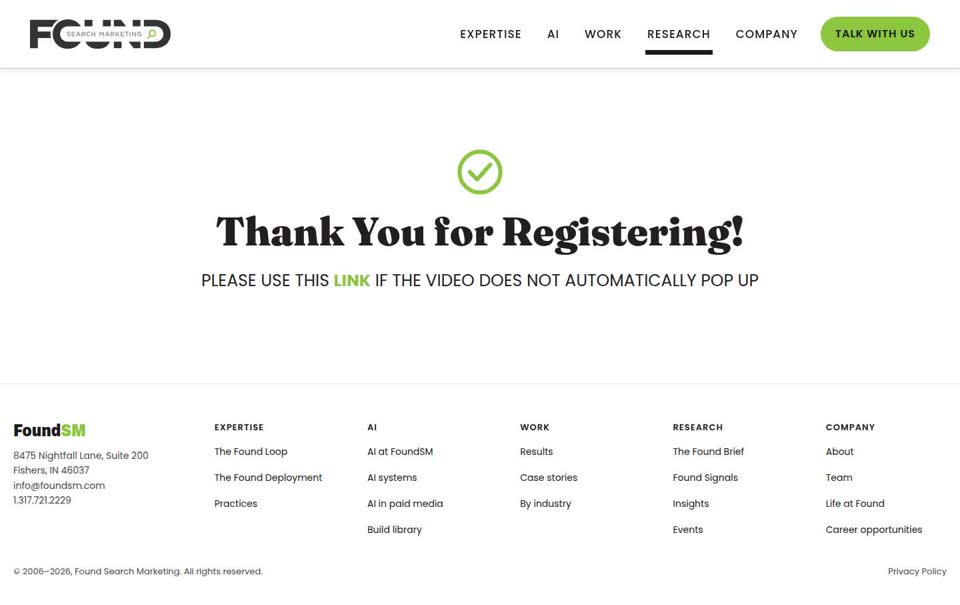 FOUND
SEARCH MARKETING
EXPERTISE AI WORK RESEARCH COMPANY TALK WITH US
Thank You for Registering!
PLEASE USE THIS LINK IF THE VIDEO DOES NOT AUTOMATICALLY POP UP
FoundSM
8475 Nightfall Lane, Suite 200
Fishers, IN 46037
info@foundsm.com
1.317.721.2229
EXPERTISE
The Found Loop
The Found Deployment
Practices
AI
AI at FoundSM
AI systems
AI in paid media
Build library
WORK
Results
Case stories
By industry
RESEARCH
The Found Brief
Found Signals
Insights
Events
COMPANY
About
Team
Life at Found
Career opportunities
© 2006–2026, Found Search Marketing. All rights reserved.
Privacy Policy